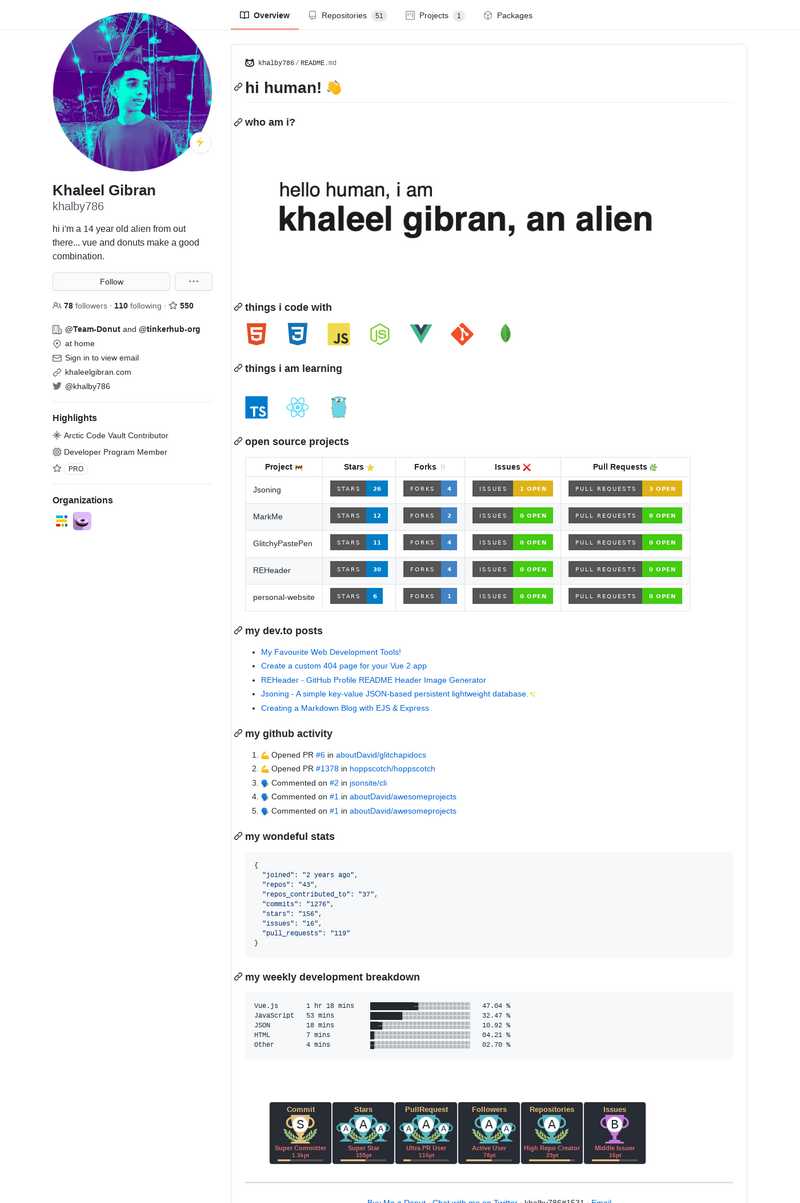 Overview
Repositories 51
Projects 1
Packages
Khaleel Gibran
khalby786
hi i'm a 14 year old alien from out
there... vue and donuts make a good
combination.
Follow
78 followers · 110 following · 550
@Team-Donut and @tinkerhub-org
at home
Sign in to view email
khaleelgibran.com
@khalby786
Highlights
Arctic Code Vault Contributor
Developer Program Member
PRO
Organizations
khalby786/README.md
hi human! 👋
who am i?
hello human, i am
khaleel gibran, an alien
things i code with
JS
JS
things i am learning
TS
open source projects
Project Stars Forks Issues Pull Requests
Jsoning STARS 26 FORKS 4 ISSUES 1 OPEN PULL REQUESTS 3 OPEN
MarkMe STARS 12 FORKS 2 ISSUES 0 OPEN PULL REQUESTS 0 OPEN
GlitchyPastePen STARS 11 FORKS 4 ISSUES 0 OPEN PULL REQUESTS 0 OPEN
REHeader STARS 30 FORKS 4 ISSUES 0 OPEN PULL REQUESTS 0 OPEN
personal-website STARS 6 FORKS 1 ISSUES 0 OPEN PULL REQUESTS 0 OPEN
my dev.to posts
My Favourite Web Development Tools!
Create a custom 404 page for your Vue 2 app
REHeader - GitHub Profile README Header Image Generator
Jsoning - A simple key-value JSON-based persistent lightweight database.
Creating a Markdown Blog with EJS & Express
my github activity
1. 💪 Opened PR #6 in aboutDavid/glitchapidocs
2. 💪 Opened PR #1378 in hoppscotch/hoppscotch
3. 🗣 Commented on #2 in jsonsite/cli
4. 🗣 Commented on #1 in aboutDavid/awesomeprojects
5. 🗣 Commented on #1 in aboutDavid/awesomeprojects
my wondeful stats
{
"joined": "2 years ago",
"repos": "43",
"repos_contributed_to": "37",
"commits": "1276",
"stars": "156",
"issues": "16",
"pull_requests": "119"
}
my weekly development breakdown
Vue.js 1 hr 18 mins 47.04 %
JavaScript 53 mins 32.47 %
JSON 18 mins 10.92 %
HTML 7 mins 04.21 %
Other 4 mins 02.70 %
Commit Stars PullRequest Followers Repositories Issues
S A A A A A A A B
Super Committer Super Star Ultra PR User Active User High Repo Creator Middle Issuer
1.3kpt 155pt 116pt 78pt 29pt 16pt